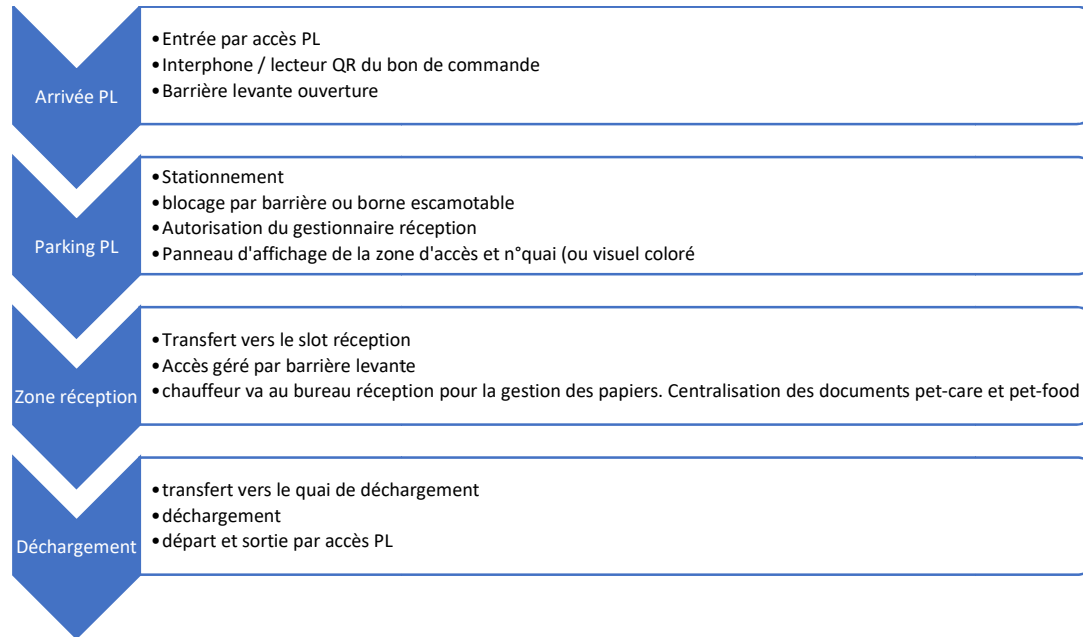 Arrivée PL
•Entrée par accès PL
•Interphone / lecteur QR du bon de commande
•Barrière levante ouverture
Parking PL
•Stationnement
•blocage par barrière ou borne escamotable
•Autorisation du gestionnaire réception
•Panneau d'affichage de la zone d'accès et n°quai (ou visuel coloré
Zone réception
•Transfert vers le slot réception
•Accès géré par barrière levante
•chauffeur va au bureau réception pour la gestion des papiers. Centralisation des documents pet-care et pet-food
Déchargement
•transfert vers le quai de déchargement
•déchargement
•départ et sortie par accès PL